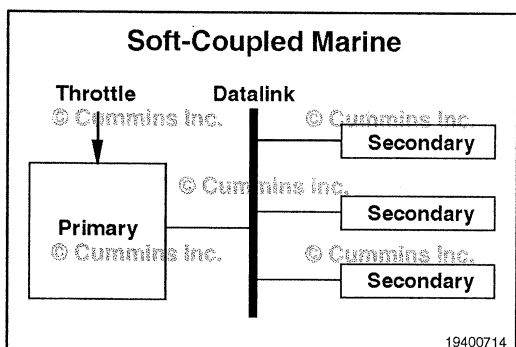 Soft-Coupled Marine
Throttle
Datalink
© Cummins Inc.
© Cummins Inc.
Secondary
© Cummins Inc.
Primary
Secondary
© Cummins Inc.
© Cummins Inc.
Secondary
19400714